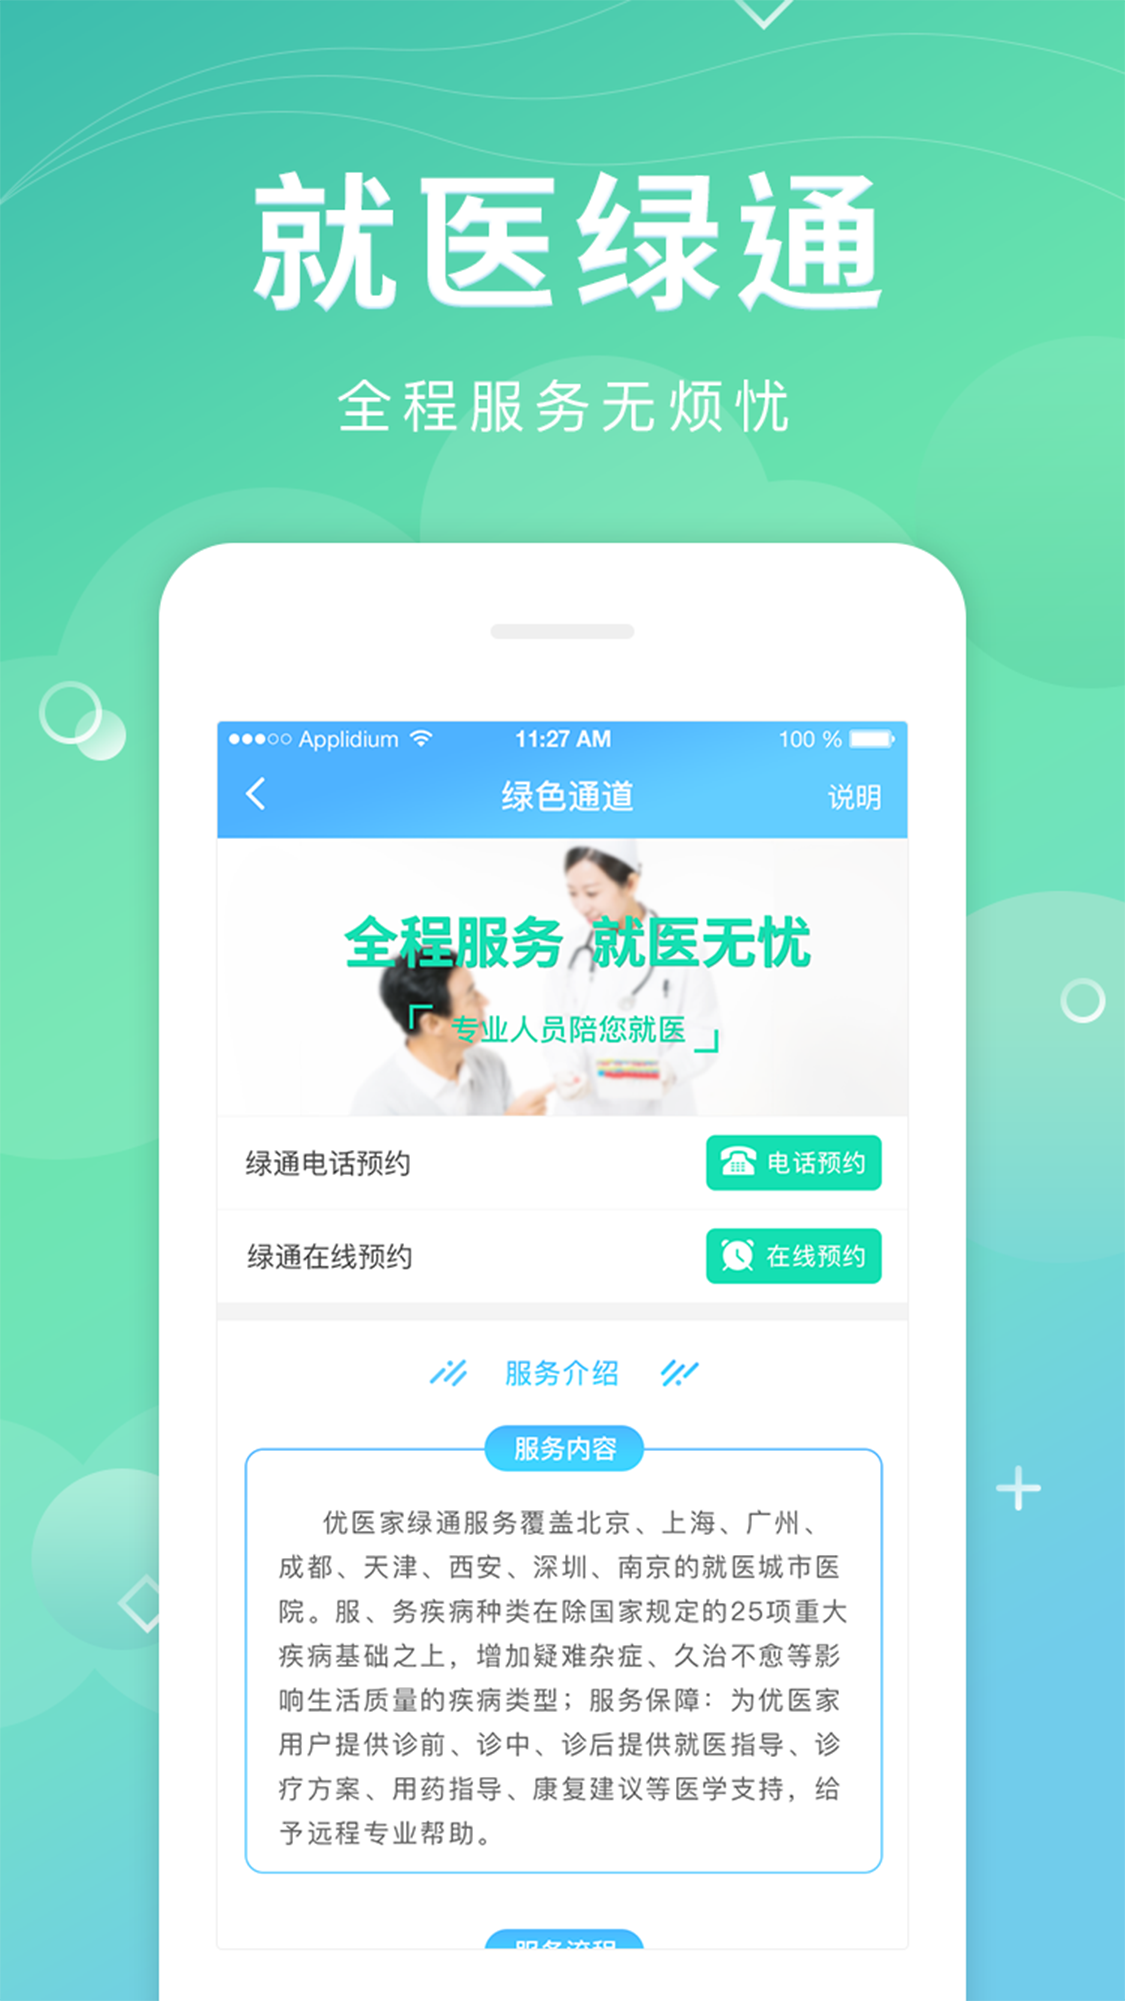 就医绿通
全程服务无烦忧
Applidium 11:27 AM 100 %
绿色通道 说明
全程服务 就医无忧
「专业人员陪您就医」
绿通电话预约 电话预约
绿通在线预约 在线预约
服务介绍
服务内容
优医家绿通服务覆盖北京、上海、广州、
成都、天津、西安、深圳、南京的就医城市医
院。服、务疾病种类在除国家规定的25项重大
疾病基础之上，增加疑难杂症、久治不愈等影
响生活质量的疾病类型；服务保障：为优医家
用户提供诊前、诊中、诊后提供就医指导、诊
疗方案、用药指导、康复建议等医学支持，给
予远程专业帮助。
服务流程